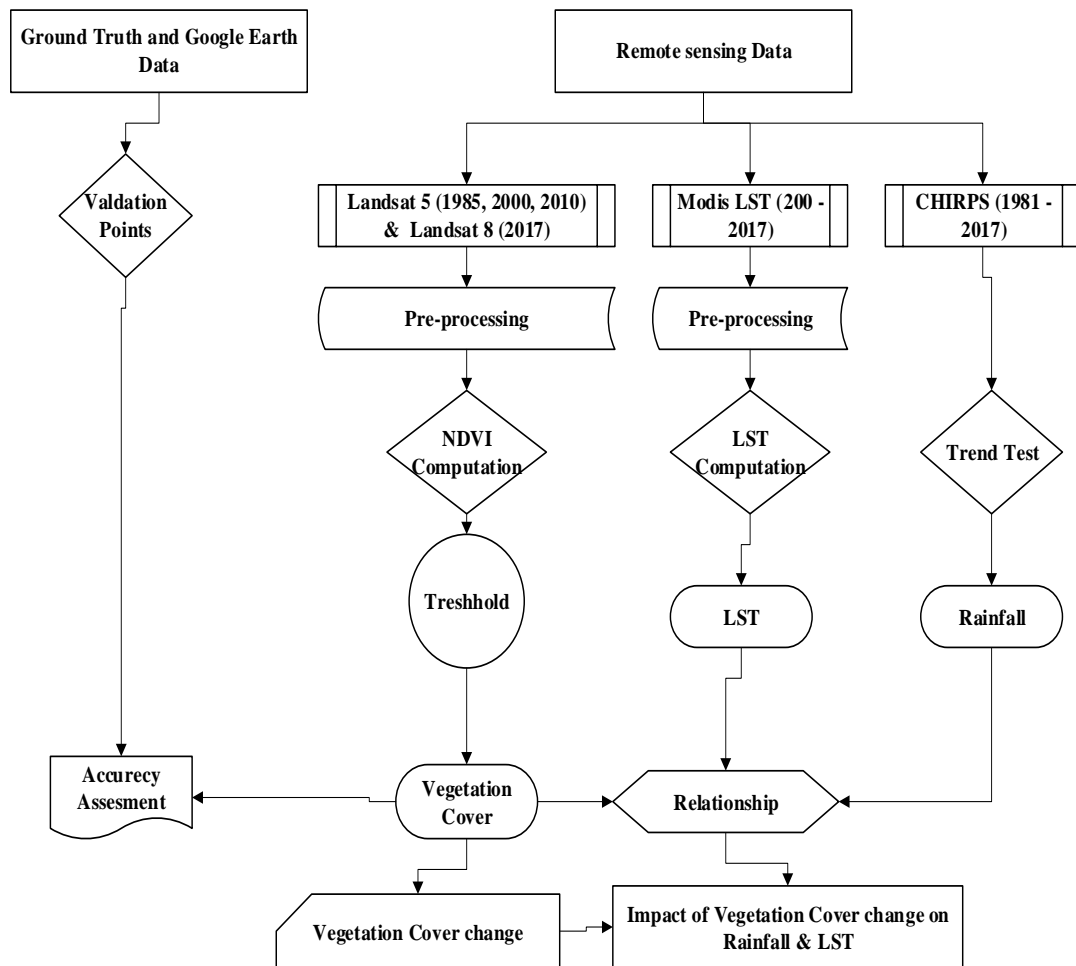 Ground Truth and Google Earth
Data
Remote sensing Data
Valdation
Points
Landsat 5 (1985, 2000, 2010)
& Landsat 8 (2017)
Modis LST (200 -
2017)
CHIRPS (1981 -
2017)
Pre-processing
Pre-processing
NDVI
Computation
LST
Computation
Trend Test
Treshhold
LST
Rainfall
Accurecy
Assesment
Vegetation
Cover
Relationship
Vegetation Cover change
Impact of Vegetation Cover change on
Rainfall & LST